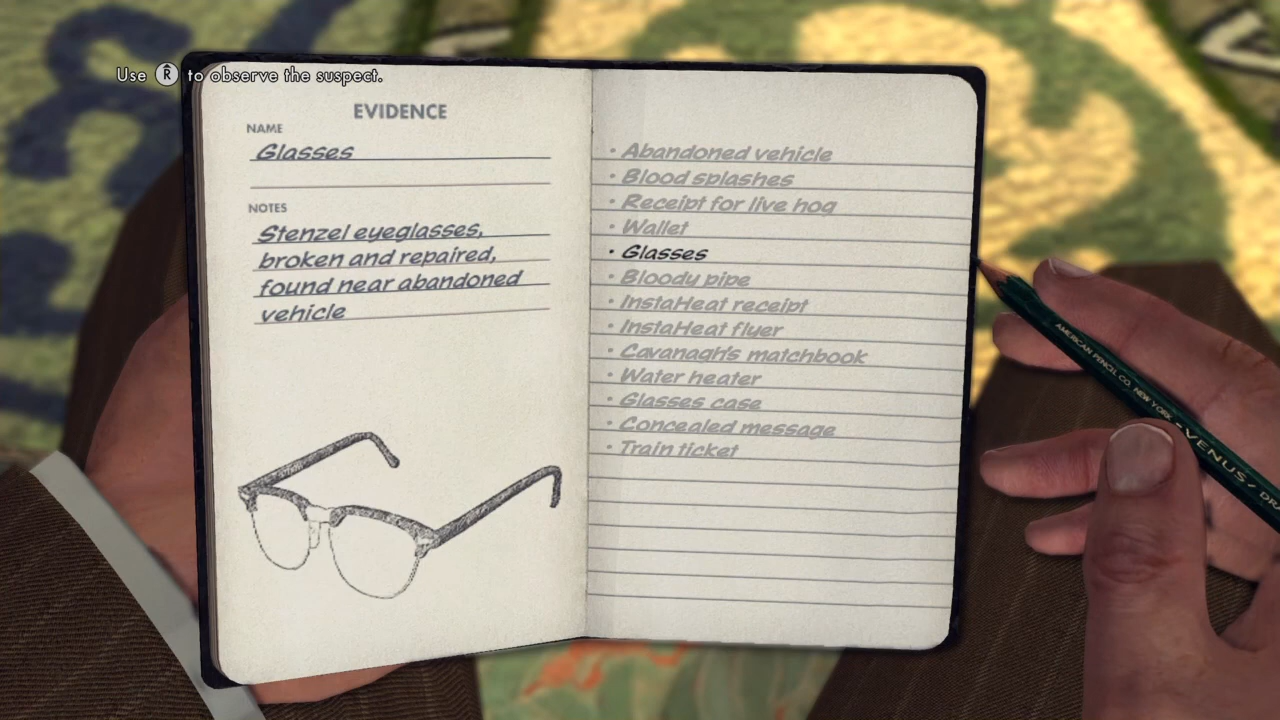 Use R to observe the suspect.
EVIDENCE
NAME
Glasses
NOTES
Stenzel eyeglasses,
broken and repaired,
found near abandoned
vehicle
• Abandoned vehicle
• Blood splashes
• Receipt for live hog
• Wallet
• Glasses
• Bloody pipe
• InstaHeat receipt
• InstaHeat flyer
• Cavanagh's matchbook
• Water heater
• Glasses case
• Concealed message
• Train ticket
AMERICAN PENCIL CO. NEW YORK
VENUS